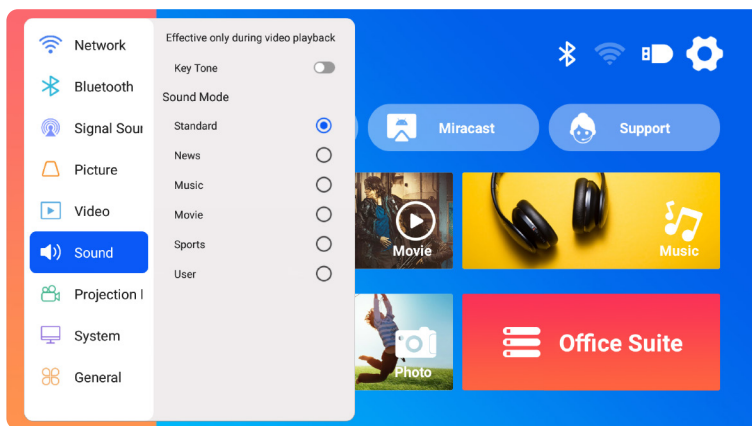 Network
Bluetooth
Signal Sour
Picture
Video
Sound
Projection
System
General
Effective only during video playback
Key Tone
Sound Mode
Standard
News
Music
Movie
Sports
User
Miracast
Support
Movie
Music
Photo
Office Suite